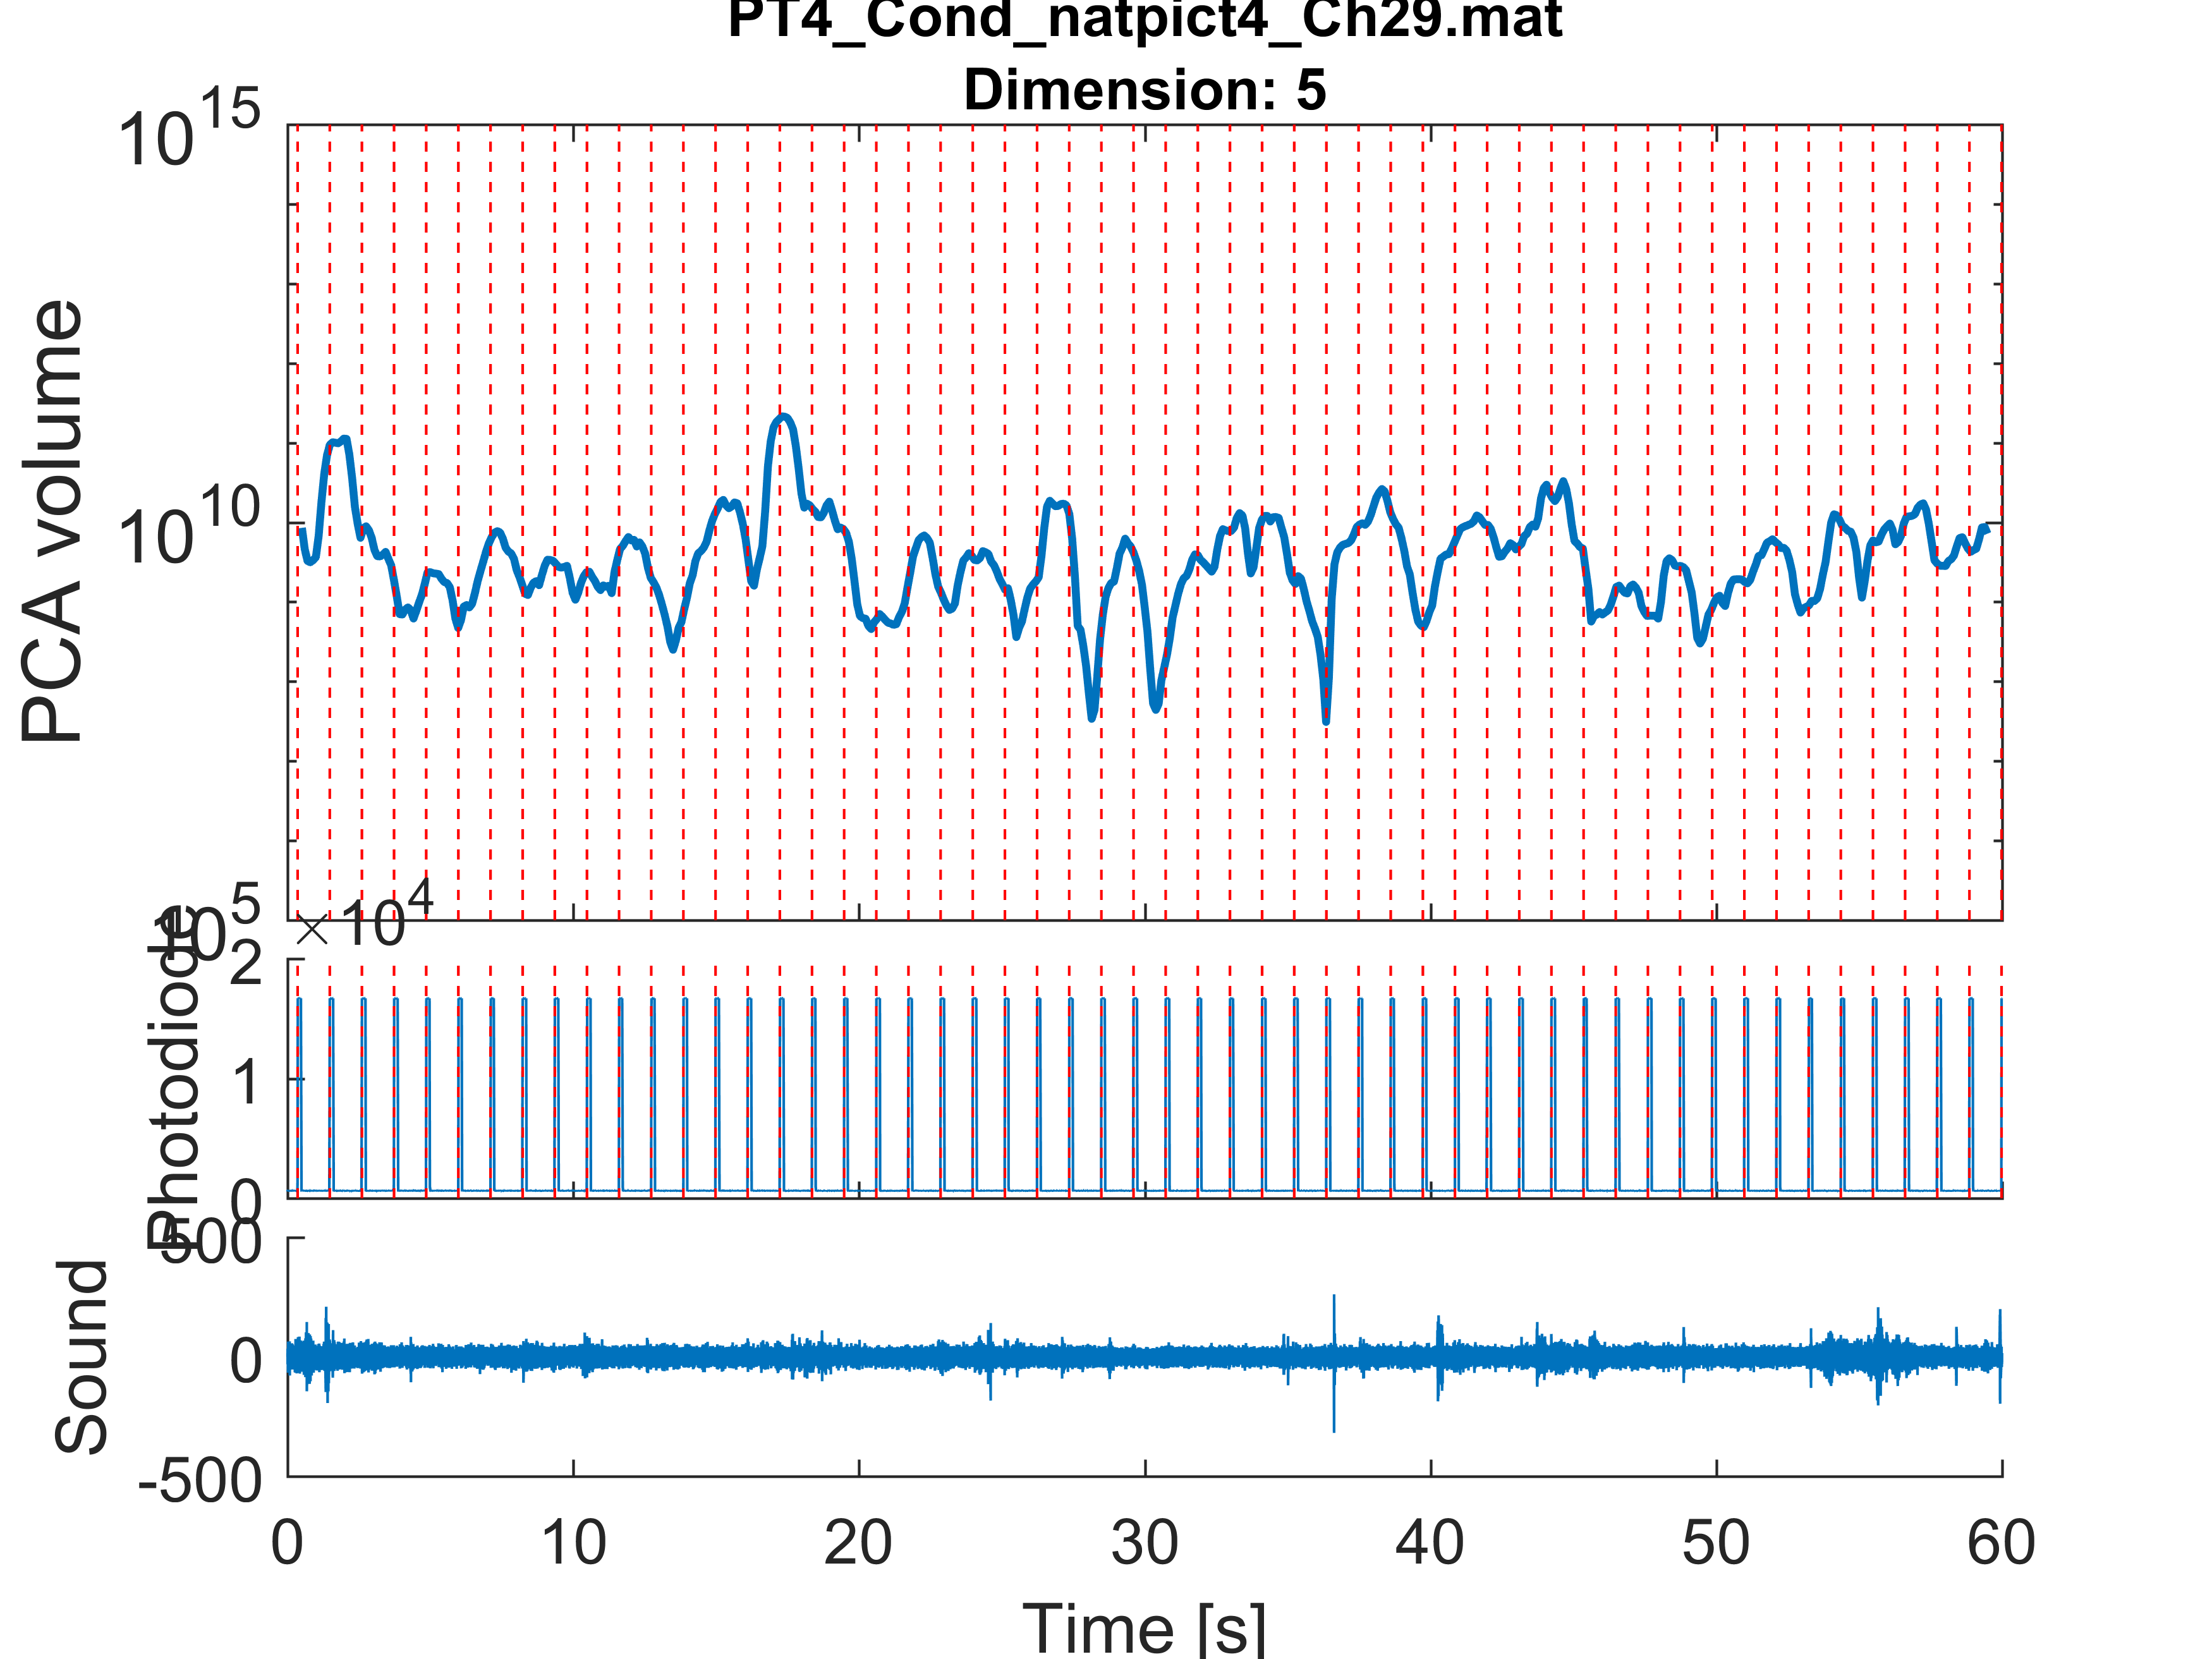 PT4_Cond_natpict4_Ch29.mat
Dimension: 5
10^15
10^10
10^5
PCA volume
×10^4
2
1
0
Photodiode
500
0
-500
Sound
0 10 20 30 40 50 60
Time [s]